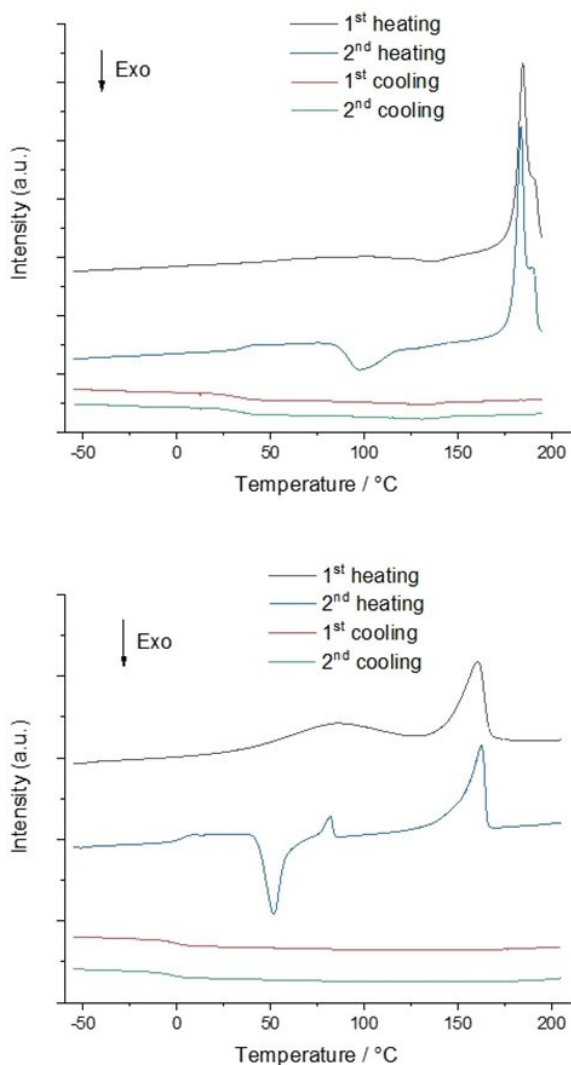 1st heating
2nd heating
1st cooling
2nd cooling
Exo
Intensity (a.u.)
-50 0 50 100 150 200
Temperature / °C
1st heating
2nd heating
1st cooling
2nd cooling
Exo
Intensity (a.u.)
-50 0 50 100 150 200
Temperature / °C